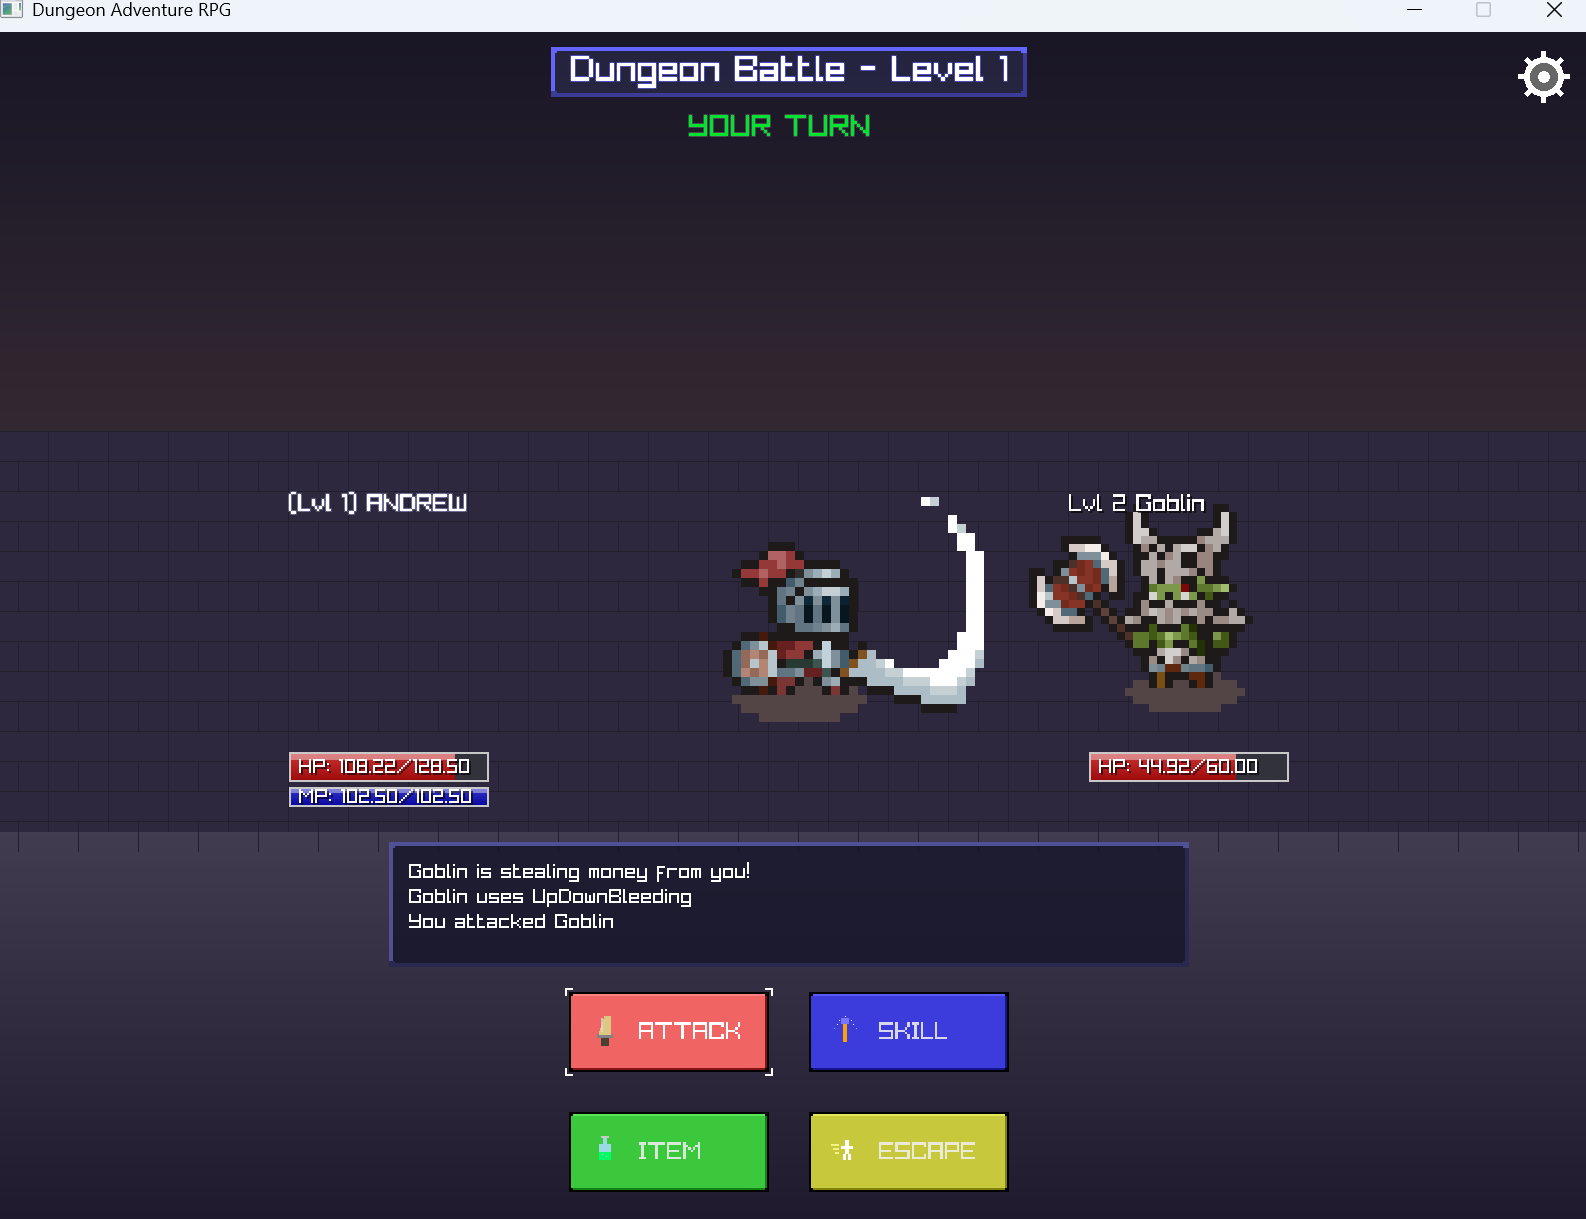 Dungeon Adventure RPG
Dungeon Battle - Level 1
YOUR TURN
(Lvl 1) ANDREW
Lvl 2 Goblin
HP: 108.22/128.50
MP: 102.50/102.50
HP: 44.92/60.00
Goblin is stealing money from you!
Goblin uses UpDownBleeding
You attacked Goblin
ATTACK
SKILL
ITEM
ESCAPE